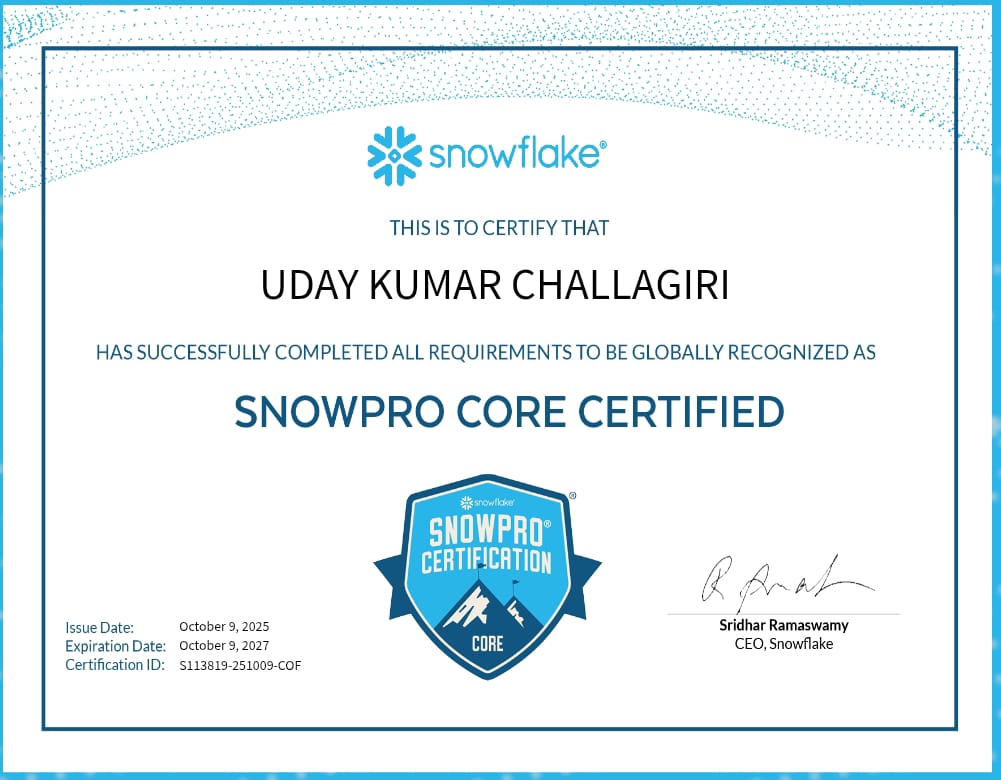 snowflake®
THIS IS TO CERTIFY THAT
UDAY KUMAR CHALLAGIRI
HAS SUCCESSFULLY COMPLETED ALL REQUIREMENTS TO BE GLOBALLY RECOGNIZED AS
SNOWPRO CORE CERTIFIED
snowflake®
SNOWPRO®
CERTIFICATION
CORE
®
Issue Date: October 9, 2025
Expiration Date: October 9, 2027
Certification ID: S113819-251009-COF
Sridhar Ramaswamy
CEO, Snowflake